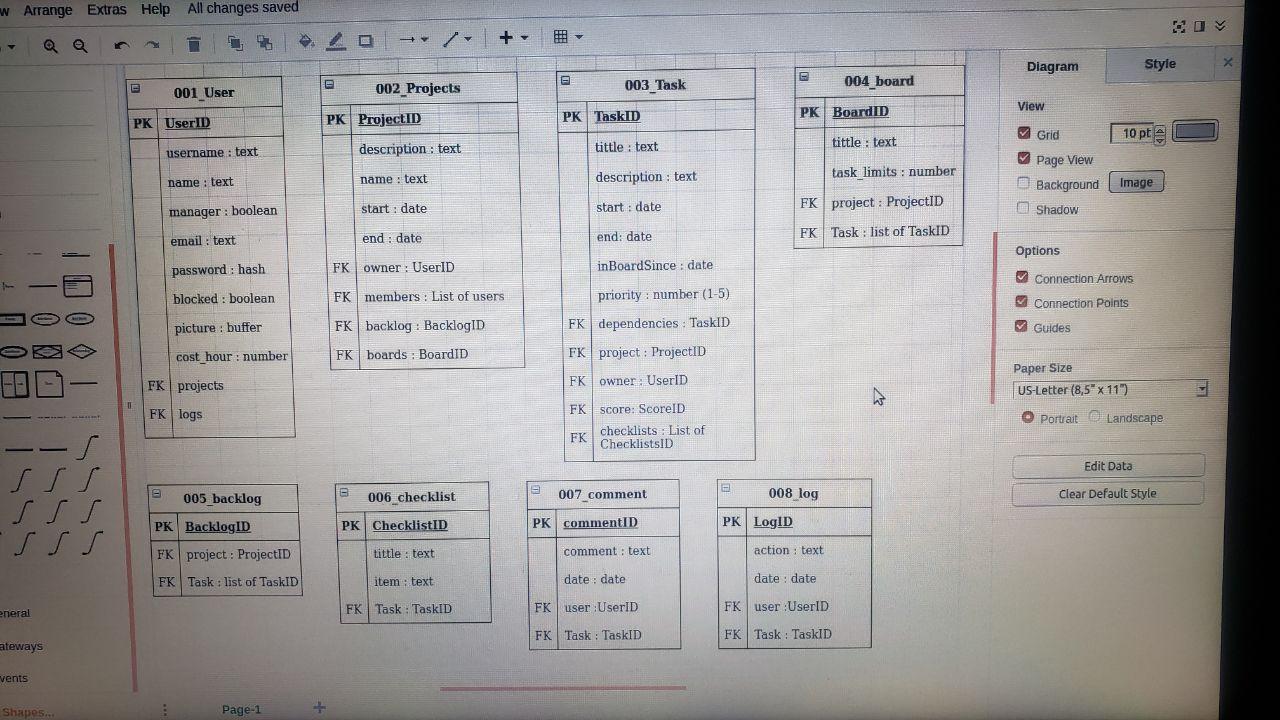 w Arrange Extras Help All changes saved
001_User
PK UserID
username : text
name : text
manager : boolean
email : text
password : hash
blocked : boolean
picture : buffer
cost_hour : number
FK projects
FK logs
002_Projects
PK ProjectID
description : text
name : text
start : date
end : date
FK owner : UserID
FK members : List of users
FK backlog : BacklogID
FK boards : BoardID
003_Task
PK TaskID
tittle : text
description : text
start : date
end: date
inBoardSince : date
priority : number (1-5)
FK dependencies : TaskID
FK project : ProjectID
FK owner : UserID
FK score: ScoreID
FK checklists : List of
ChecklistsID
004_board
PK BoardID
tittle : text
task_limits : number
FK project : ProjectID
FK Task : list of TaskID
005_backlog
PK BacklogID
FK project : ProjectID
FK Task : list of TaskID
006_checklist
PK ChecklistID
tittle : text
item : text
FK Task : TaskID
007_comment
PK commentID
comment : text
date : date
FK user :UserID
FK Task : TaskID
008_log
PK LogID
action : text
date : date
FK user :UserID
FK Task : TaskID
Diagram Style
View
Grid 10 pt
Page View
Background Image
Shadow
Options
Connection Arrows
Connection Points
Guides
Paper Size
US-Letter (8,5" x 11")
Portrait Landscape
Edit Data
Clear Default Style
eneral
ateways
vents
Shapes...
Page-1